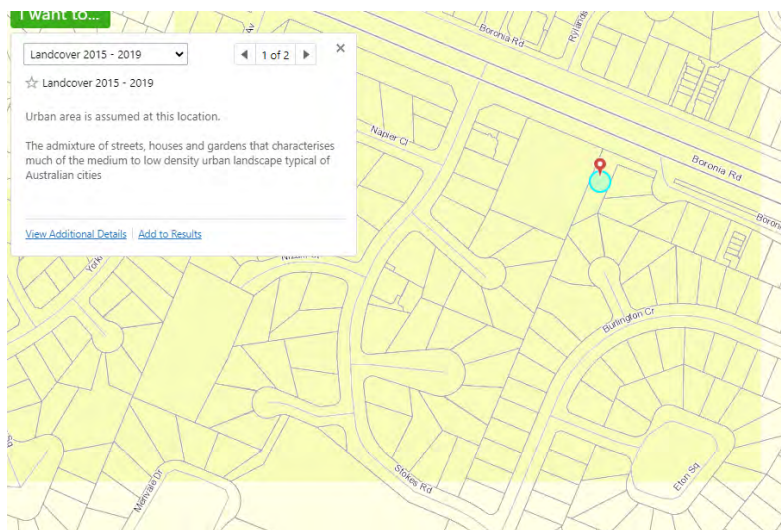 I want to...
Landcover 2015 - 2019
1 of 2
Landcover 2015 - 2019
Urban area is assumed at this location.
The admixture of streets, houses and gardens that characterises
much of the medium to low density urban landscape typical of
Australian cities
View Additional Details
Add to Results
Boronia Rd
Napier Cl
Boronia Rd
Burlington Cr
Stokes Rd
Eton Sq
Merivale Dr